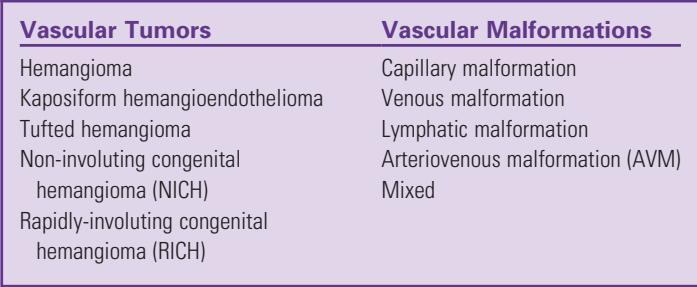 Vascular Tumors
Hemangioma
Kaposiform hemangioendothelioma
Tufted hemangioma
Non-involuting congenital
hemangioma (NICH)
Rapidly-involuting congenital
hemangioma (RICH)
Vascular Malformations
Capillary malformation
Venous malformation
Lymphatic malformation
Arteriovenous malformation (AVM)
Mixed